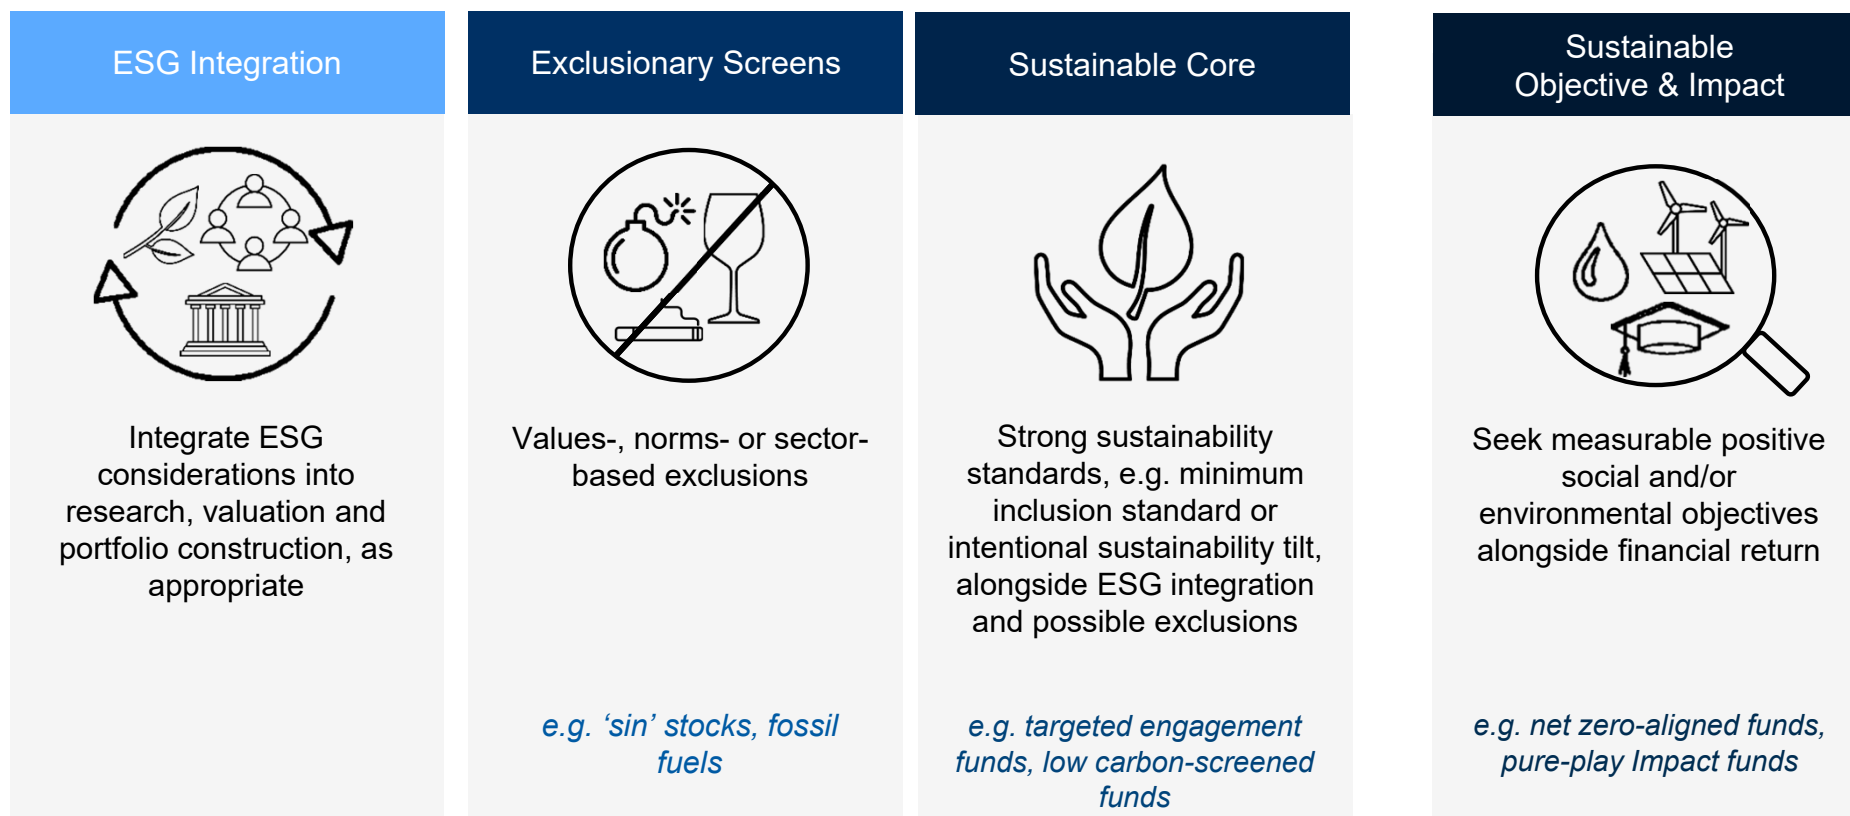 ESG Integration
Integrate ESG
considerations into
research, valuation and
portfolio construction, as
appropriate
Exclusionary Screens
Values-, norms- or sector-
based exclusions
e.g. ‘sin’ stocks, fossil
fuels
Sustainable Core
Strong sustainability
standards, e.g. minimum
inclusion standard or
intentional sustainability tilt,
alongside ESG integration
and possible exclusions
e.g. targeted engagement
funds, low carbon-screened
funds
Sustainable
Objective & Impact
Seek measurable positive
social and/or
environmental objectives
alongside financial return
e.g. net zero-aligned funds,
pure-play Impact funds